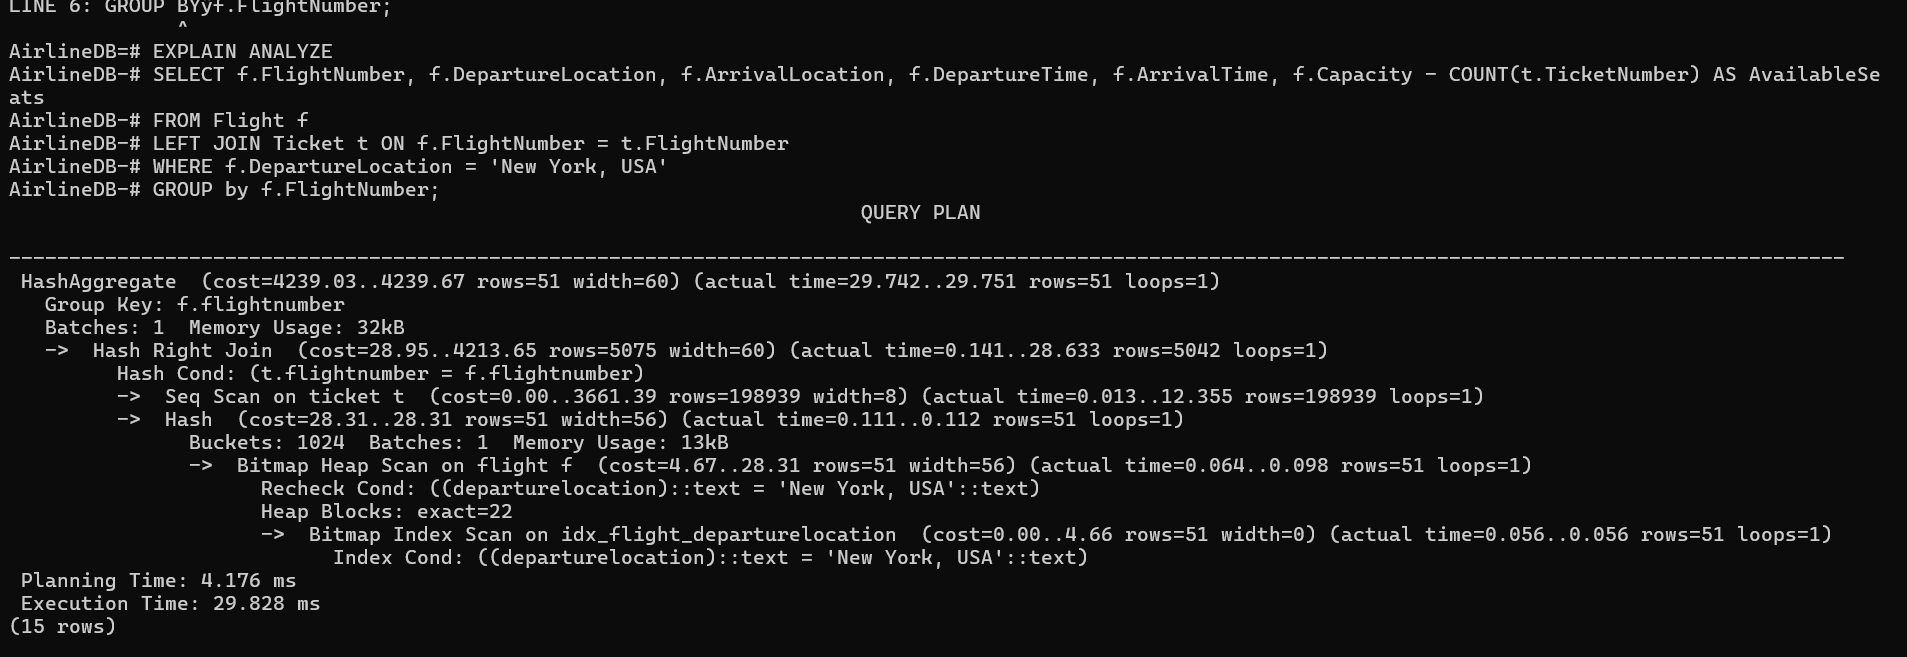 LINE 6: GROUP BYÿf.FlightNumber;
^
AirlineDB=# EXPLAIN ANALYZE
AirlineDB-# SELECT f.FlightNumber, f.DepartureLocation, f.ArrivalLocation, f.DepartureTime, f.ArrivalTime, f.Capacity - COUNT(t.TicketNumber) AS AvailableSe
ats
AirlineDB-# FROM Flight f
AirlineDB-# LEFT JOIN Ticket t ON f.FlightNumber = t.FlightNumber
AirlineDB-# WHERE f.DepartureLocation = 'New York, USA'
AirlineDB-# GROUP by f.FlightNumber;
QUERY PLAN
---------------------------------------------------------------------------------------------------------------------------------------------------------
HashAggregate  (cost=4239.03..4239.67 rows=51 width=60) (actual time=29.742..29.751 rows=51 loops=1)
Group Key: f.flightnumber
Batches: 1  Memory Usage: 32kB
->  Hash Right Join  (cost=28.95..4213.65 rows=5075 width=60) (actual time=0.141..28.633 rows=5042 loops=1)
Hash Cond: (t.flightnumber = f.flightnumber)
->  Seq Scan on ticket t  (cost=0.00..3661.39 rows=198939 width=8) (actual time=0.013..12.355 rows=198939 loops=1)
->  Hash  (cost=28.31..28.31 rows=51 width=56) (actual time=0.111..0.112 rows=51 loops=1)
Buckets: 1024  Batches: 1  Memory Usage: 13kB
->  Bitmap Heap Scan on flight f  (cost=4.67..28.31 rows=51 width=56) (actual time=0.064..0.098 rows=51 loops=1)
Recheck Cond: ((departurelocation)::text = 'New York, USA'::text)
Heap Blocks: exact=22
->  Bitmap Index Scan on idx_flight_departurelocation  (cost=0.00..4.66 rows=51 width=0) (actual time=0.056..0.056 rows=51 loops=1)
Index Cond: ((departurelocation)::text = 'New York, USA'::text)
Planning Time: 4.176 ms
Execution Time: 29.828 ms
(15 rows)